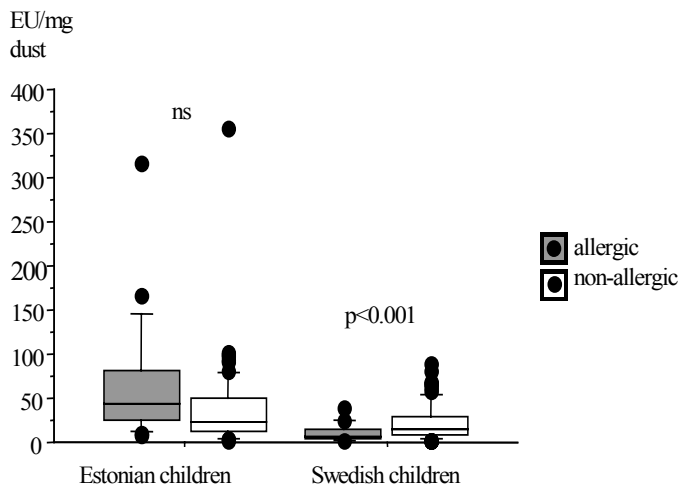 EU/mg
dust
400
350
300
250
200
150
100
50
0
ns
p<0.001
allergic
non-allergic
Estonian children
Swedish children